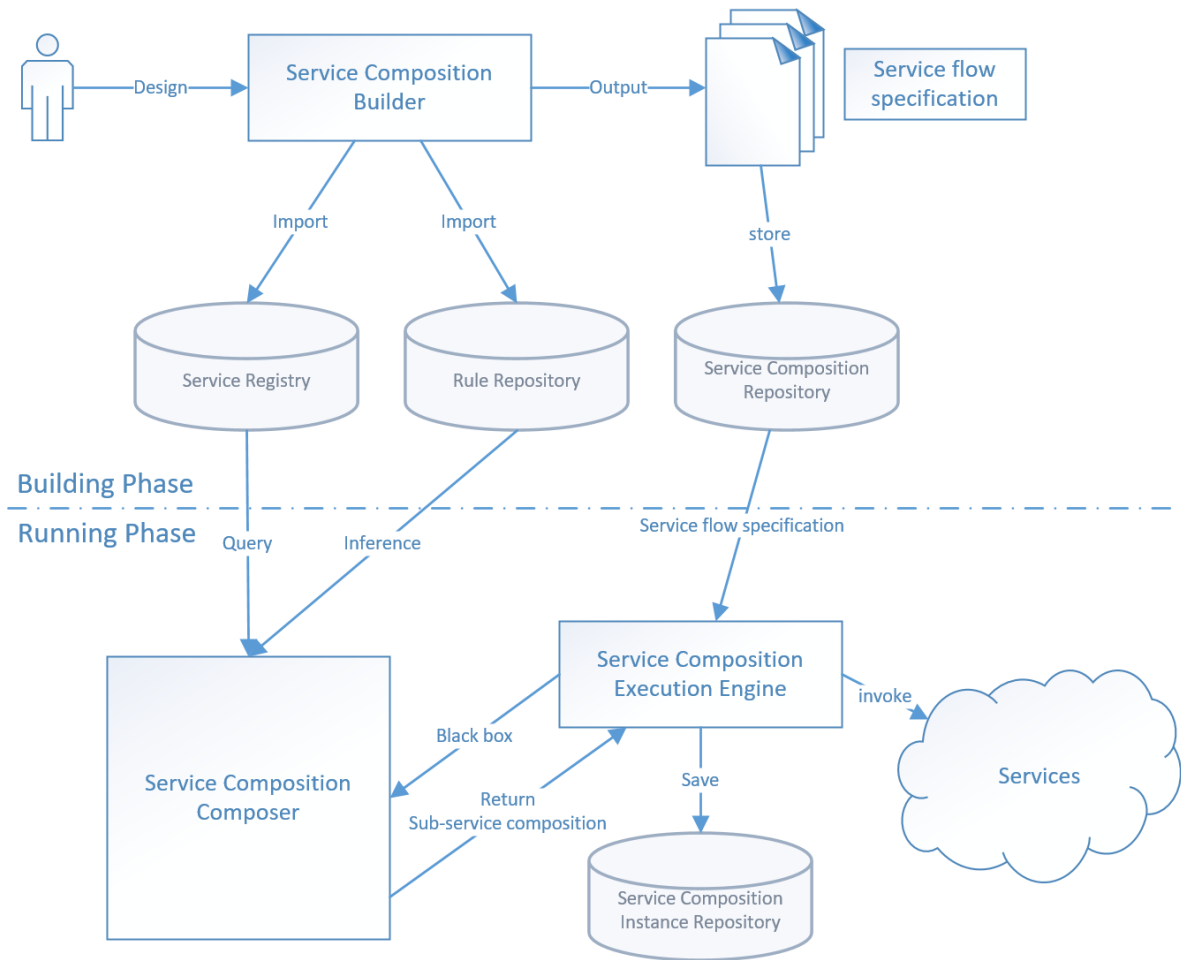 Service Composition
Builder
Design
Output
Service flow
specification
Import
Import
store
Service Registry
Rule Repository
Service Composition
Repository
Building Phase
Running Phase
Query
Inference
Service flow specification
Service Composition
Execution Engine
invoke
Black box
Services
Service Composition
Composer
Return
Sub-service composition
Save
Service Composition
Instance Repository